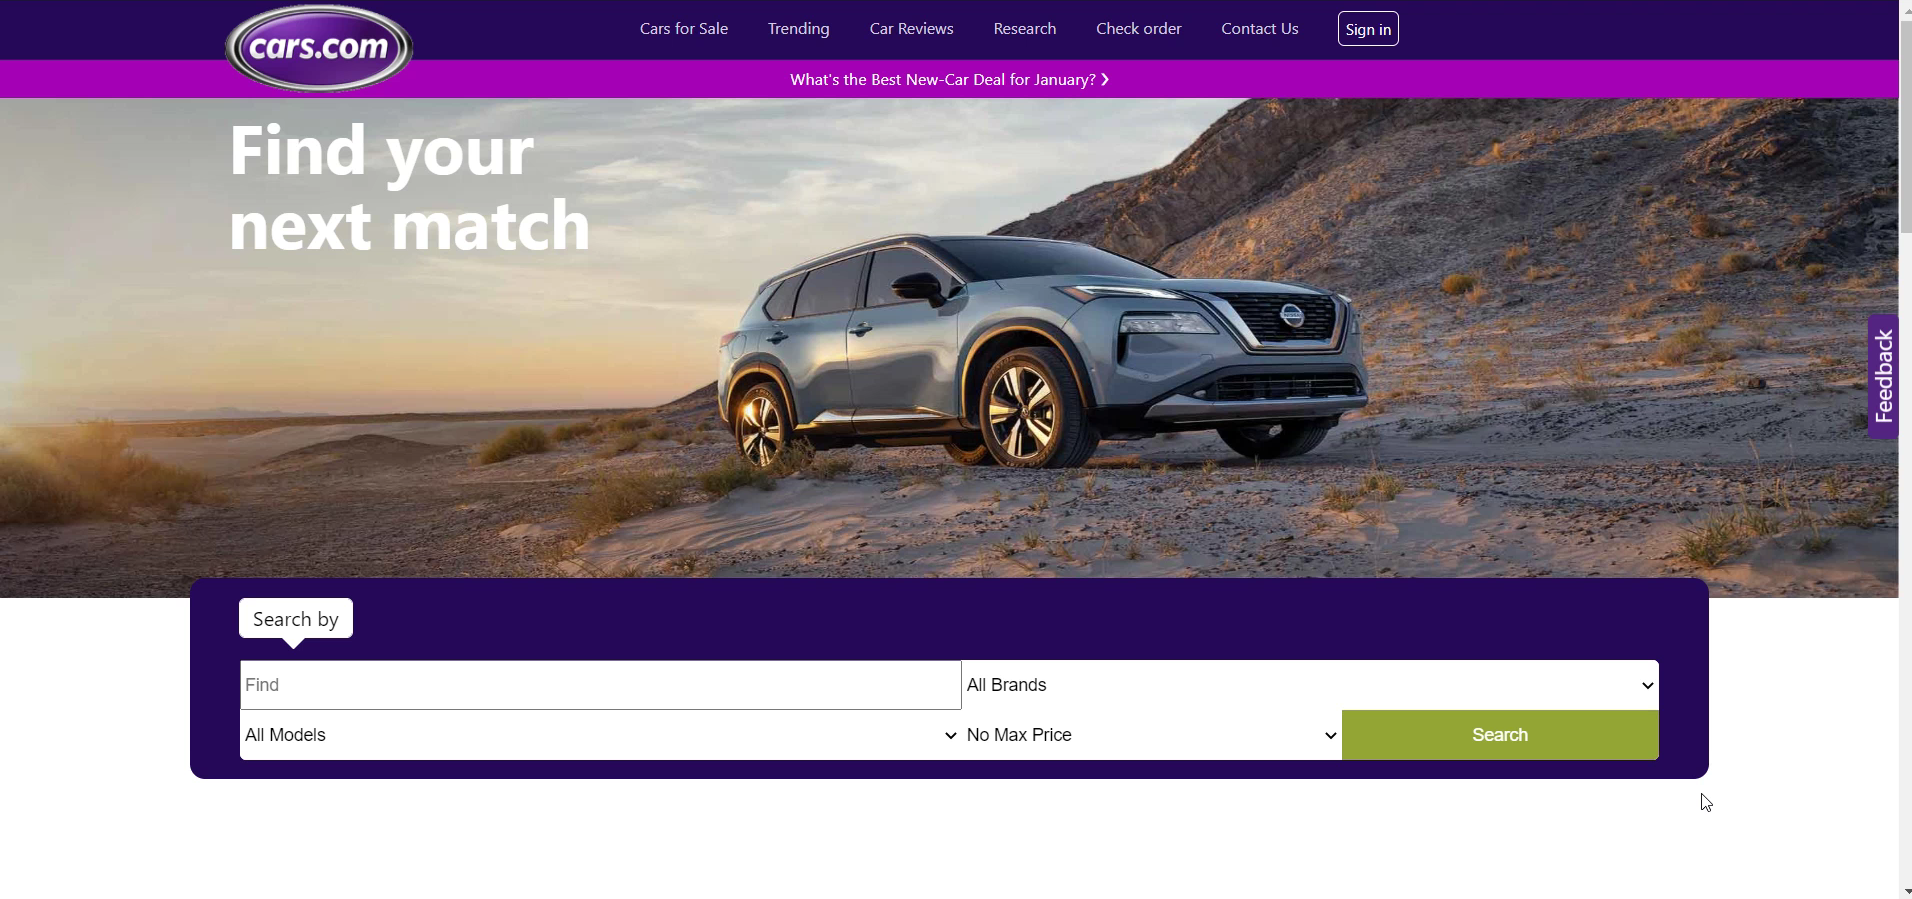 cars.com
Cars for Sale
Trending
Car Reviews
Research
Check order
Contact Us
Sign in
What's the Best New-Car Deal for January? ❯
Find your
next match
Feedback
Search by
Find
All Brands
All Models
No Max Price
Search